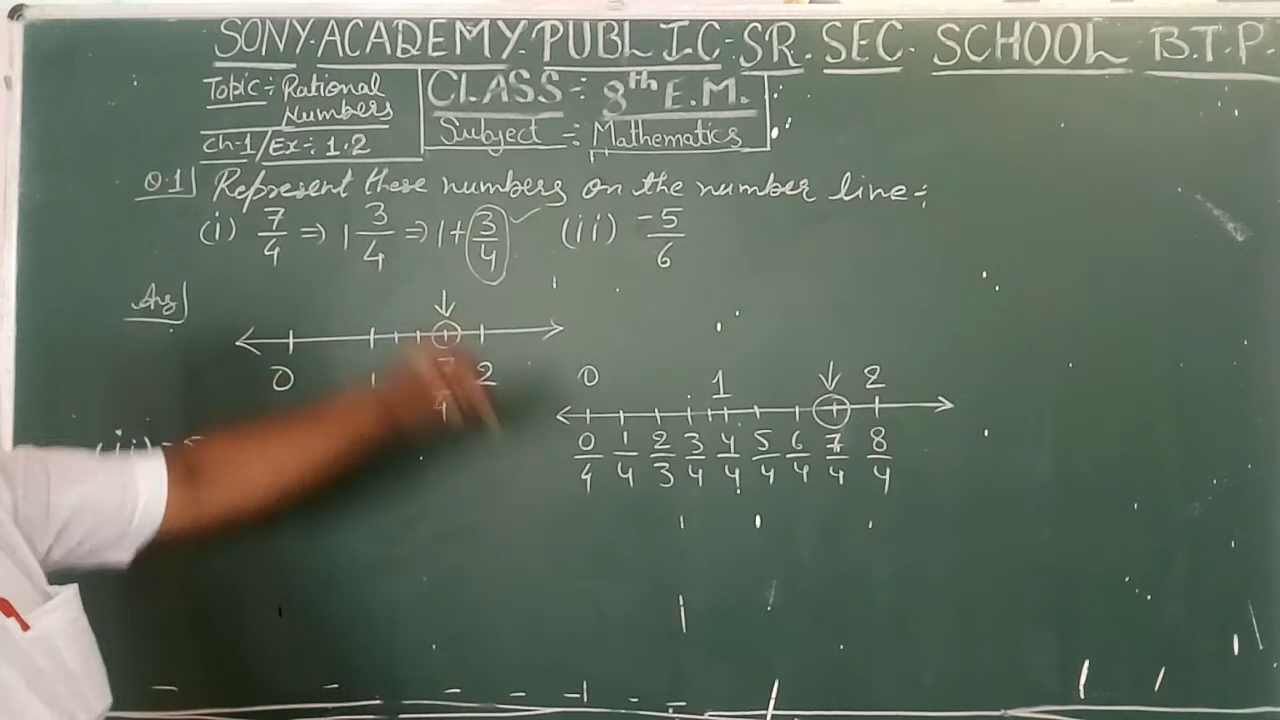 SONY ACADEMY PUBLIC SR. SEC. SCHOOL B.T.P.
Topic :- Rational Numbers
Ch-1/Ex :- 1.2
CLASS :- 8th E.M.
Subject :- Mathematics
Q.1] Represent these numbers on the number line :-
(i) 7/4 ⇒ 1 3/4 ⇒ 1 + 3/4 ✓ (ii) -5/6
Ans]
0 1 2
4
(ii) -5
0 1 2
0/4 1/4 2/3 3/4 4/4 5/4 6/4 7/4 8/4